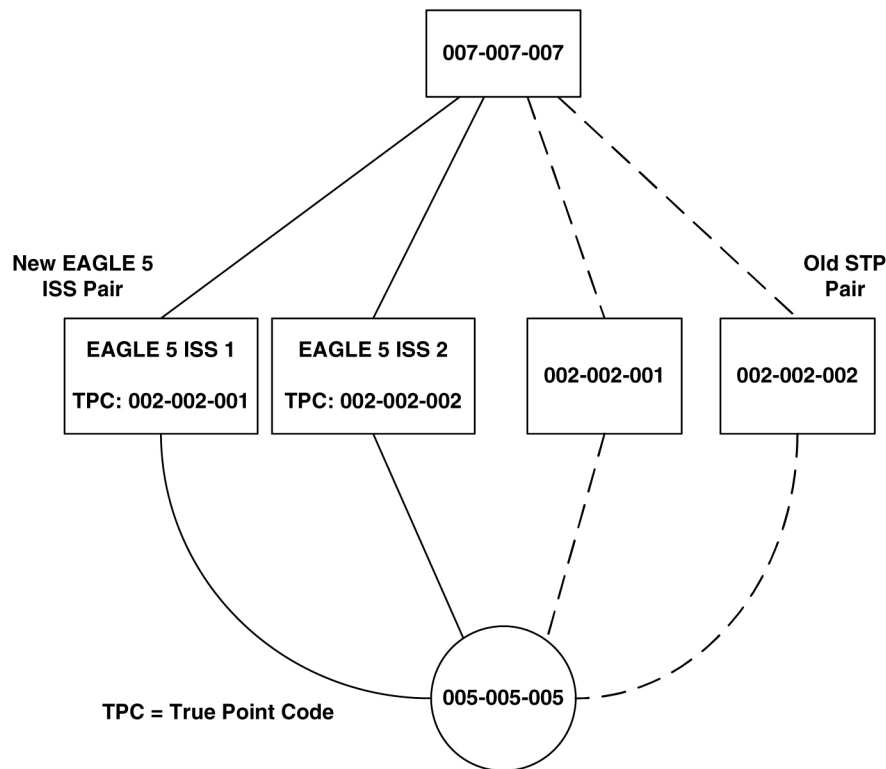 007-007-007
New EAGLE 5
ISS Pair
Old STP
Pair
EAGLE 5 ISS 1
TPC: 002-002-001
EAGLE 5 ISS 2
TPC: 002-002-002
002-002-001
002-002-002
005-005-005
TPC = True Point Code